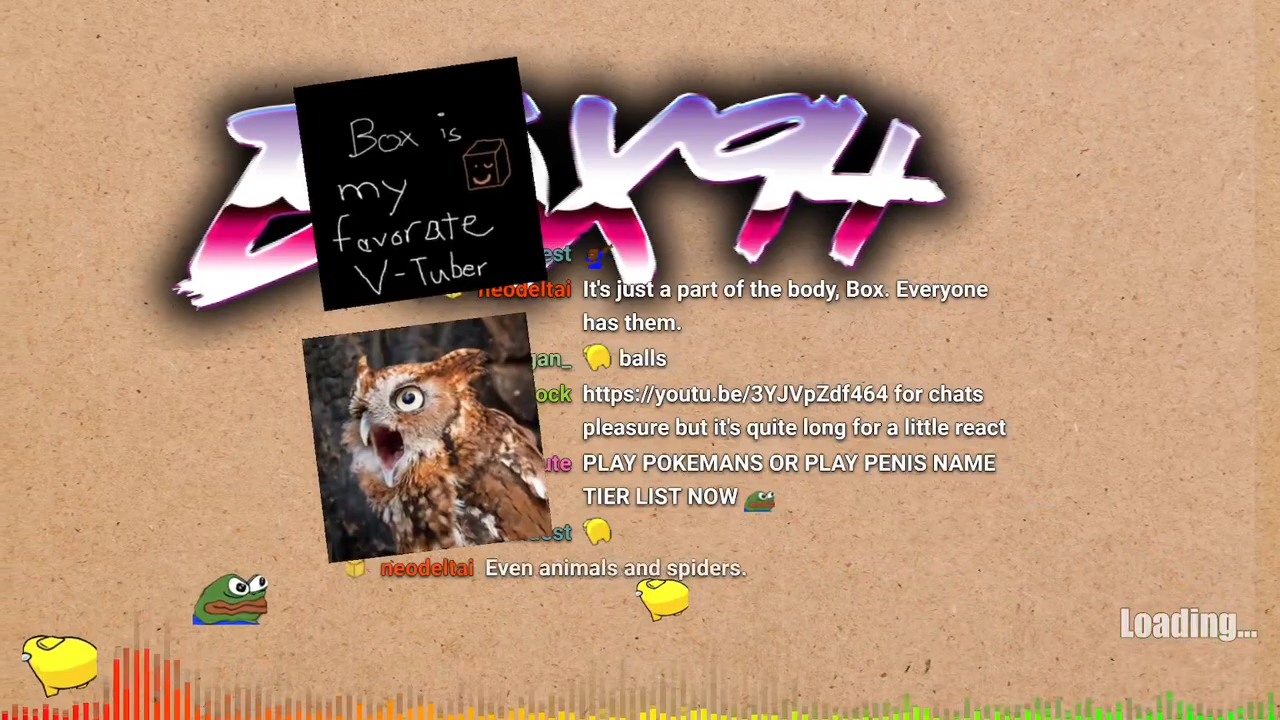 Box is
my
favorate
V-Tuber
neodeltai It's just a part of the body, Box. Everyone
has them.
balls
https://youtu.be/3YJVpZdf464 for chats
pleasure but it's quite long for a little react
PLAY POKEMANS OR PLAY PENIS NAME
TIER LIST NOW
neodeltai Even animals and spiders.
Loading...